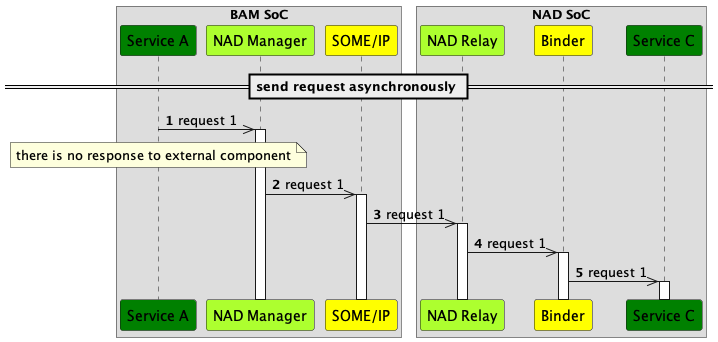 BAM SoC
NAD SoC
Service A
NAD Manager
SOME/IP
NAD Relay
Binder
Service C
send request asynchronously
1 request 1
there is no response to external component
2 request 1
3 request 1
4 request 1
5 request 1
Service A
NAD Manager
SOME/IP
NAD Relay
Binder
Service C